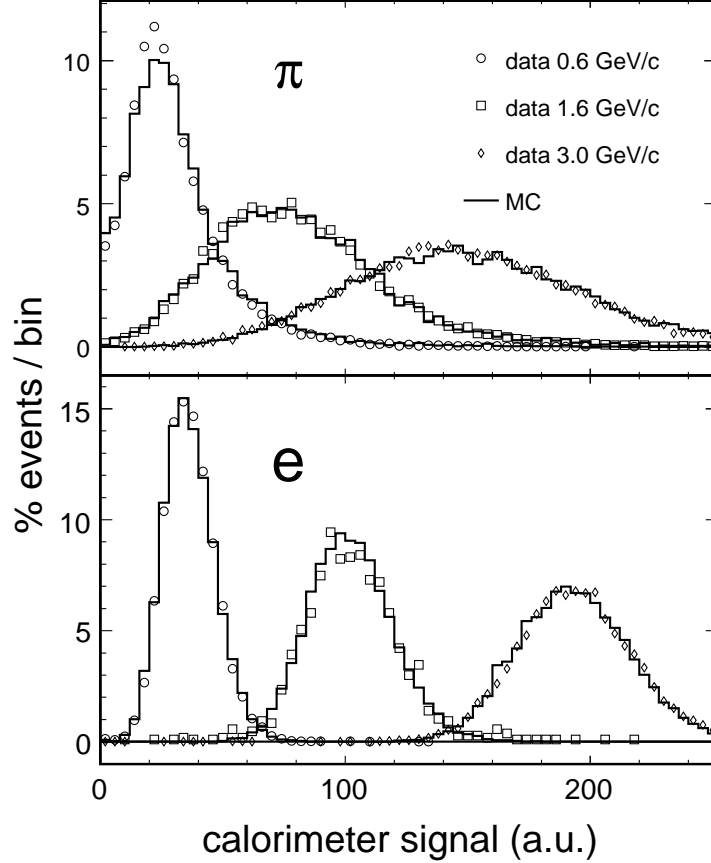 10
5
0
π
data 0.6 GeV/c
data 1.6 GeV/c
data 3.0 GeV/c
MC
% events / bin
15
10
5
0
e
0 100 200
calorimeter signal (a.u.)